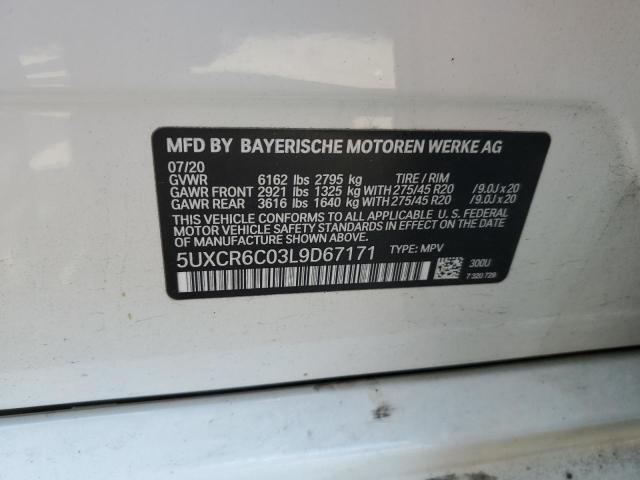 MFD BY BAYERISCHE MOTOREN WERKE AG
07/20
GVWR 6162 lbs 2795 kg TIRE / RIM
GAWR FRONT 2921 lbs 1325 kg WITH 275/45 R20 / 9.0J x 20
GAWR REAR 3616 lbs 1640 kg WITH 275/45 R20 / 9.0J x 20
THIS VEHICLE CONFORMS TO ALL APPLICABLE U. S. FEDERAL
MOTOR VEHICLE SAFETY STANDARDS IN EFFECT ON THE DATE
OF MANUFACTURE SHOWN ABOVE.
5UXCR6C03L9D67171 TYPE: MPV
300U
7 320 729